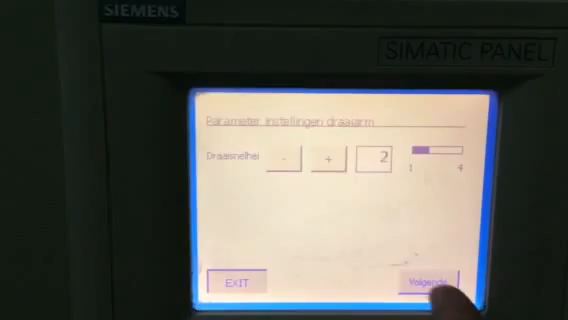 SIEMENS
SIMATIC PANEL
Parameter instellingen draaiarm
Draaisnelhei - + 2
1 4
EXIT Volgende